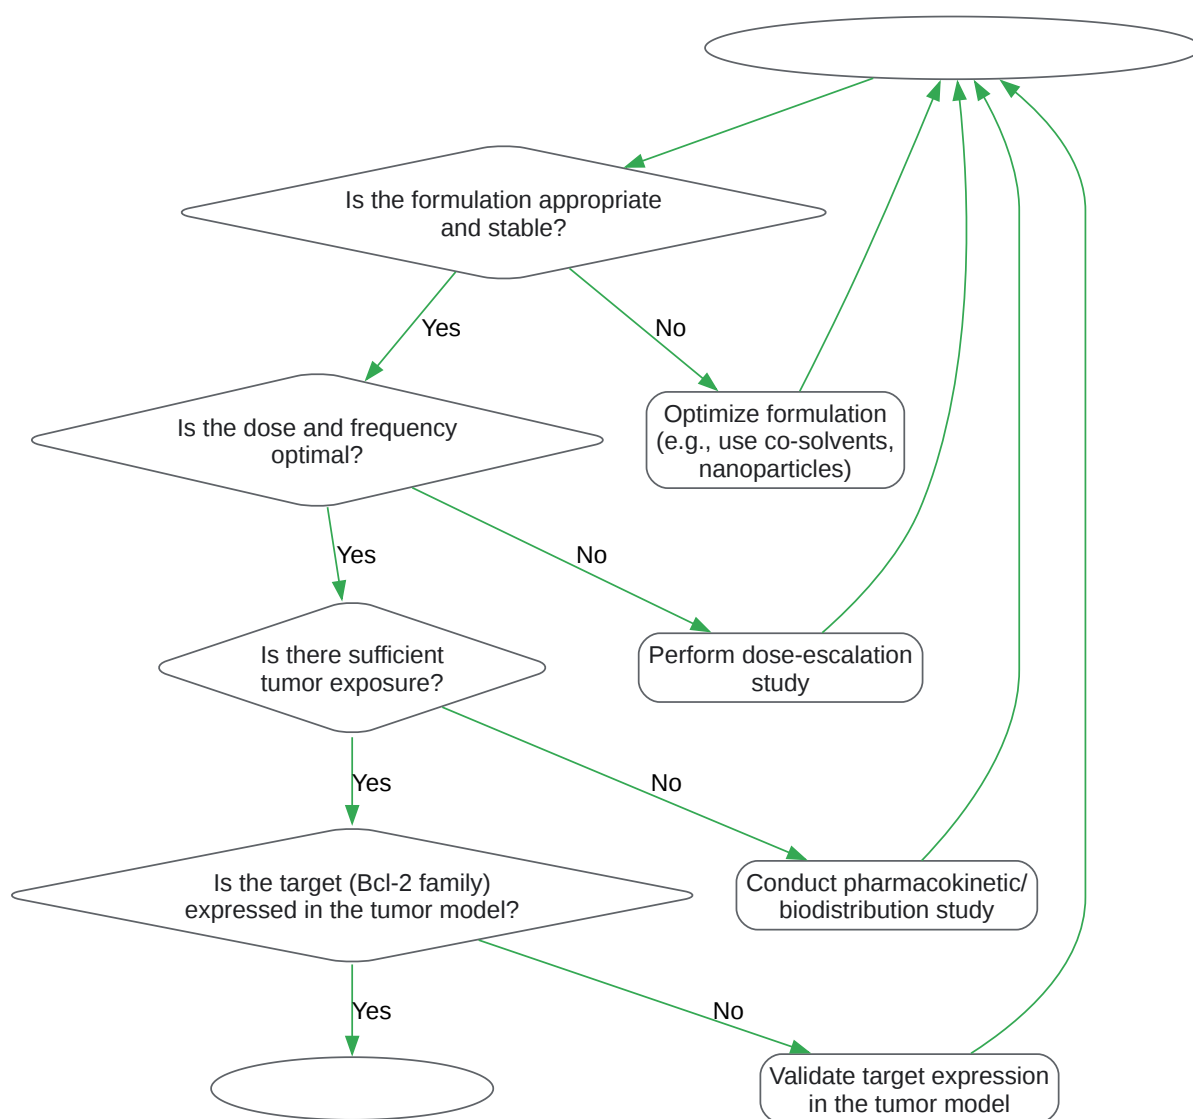 Is the formulation appropriate
and stable?
Yes
No
Optimize formulation
(e.g., use co-solvents,
nanoparticles)
Is the dose and frequency
optimal?
Yes
No
Perform dose-escalation
study
Is there sufficient
tumor exposure?
Yes
No
Conduct pharmacokinetic/
biodistribution study
Is the target (Bcl-2 family)
expressed in the tumor model?
Yes
No
Validate target expression
in the tumor model